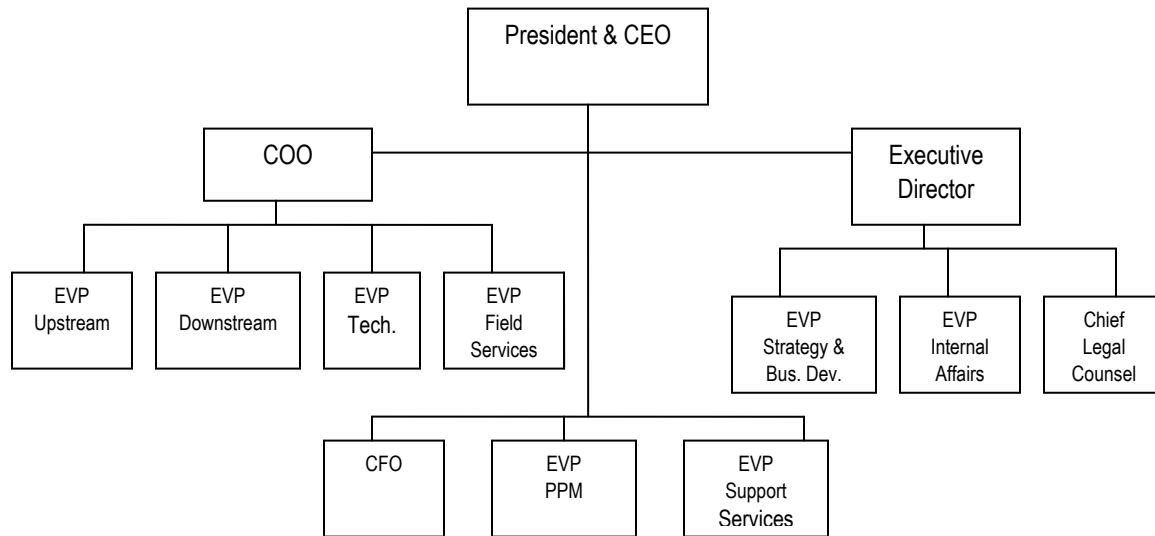 President & CEO
COO
Executive
Director
EVP
Upstream
EVP
Downstream
EVP
Tech.
EVP
Field
Services
EVP
Strategy &
Bus. Dev.
EVP
Internal
Affairs
Chief
Legal
Counsel
CFO
EVP
PPM
EVP
Support
Services